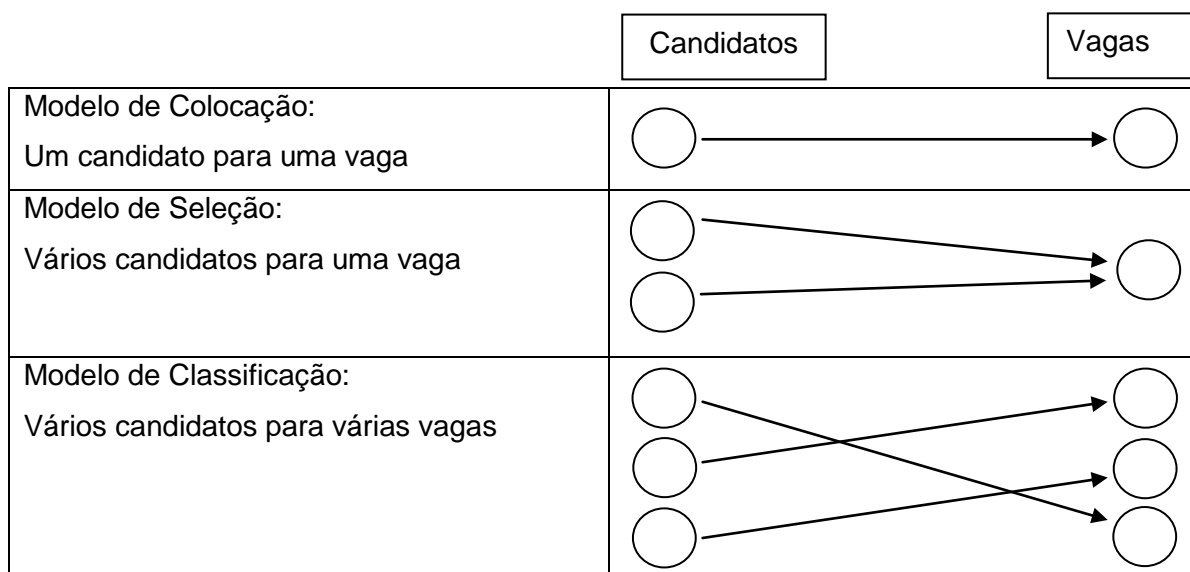 Candidatos
Vagas
Modelo de Colocação:
Um candidato para uma vaga
Modelo de Seleção:
Vários candidatos para uma vaga
Modelo de Classificação:
Vários candidatos para várias vagas